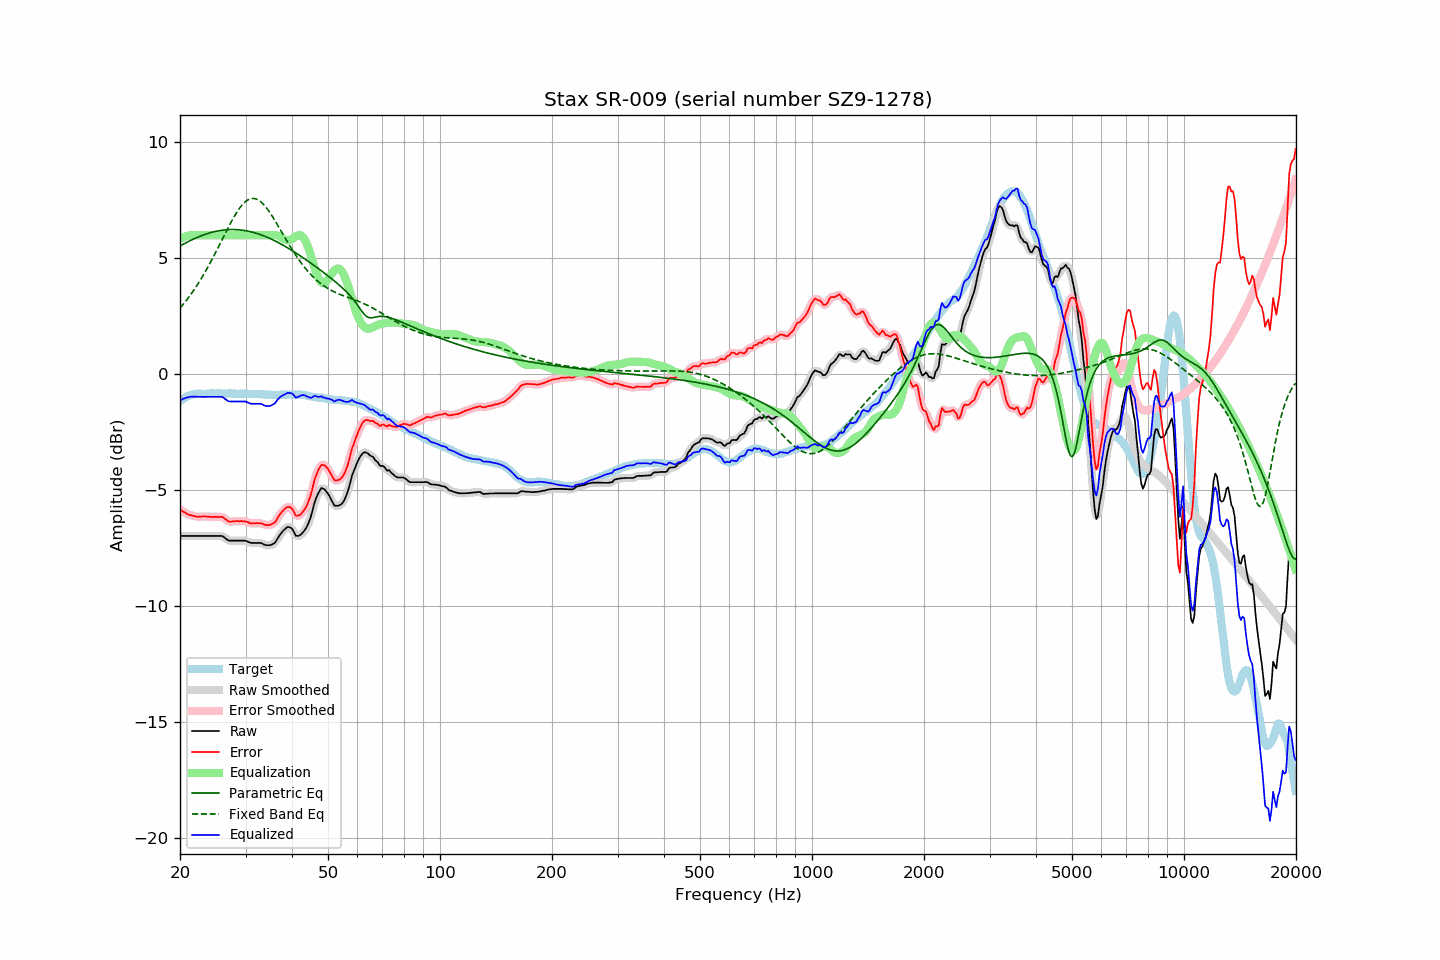 Stax SR-009 (serial number SZ9-1278)
10
5
0
−5
−10
−15
−20
Amplitude (dBr)
Target
Raw Smoothed
Error Smoothed
Raw
Error
Equalization
Parametric Eq
Fixed Band Eq
Equalized
20 50 100 200 500 1000 2000 5000 10000 20000
Frequency (Hz)